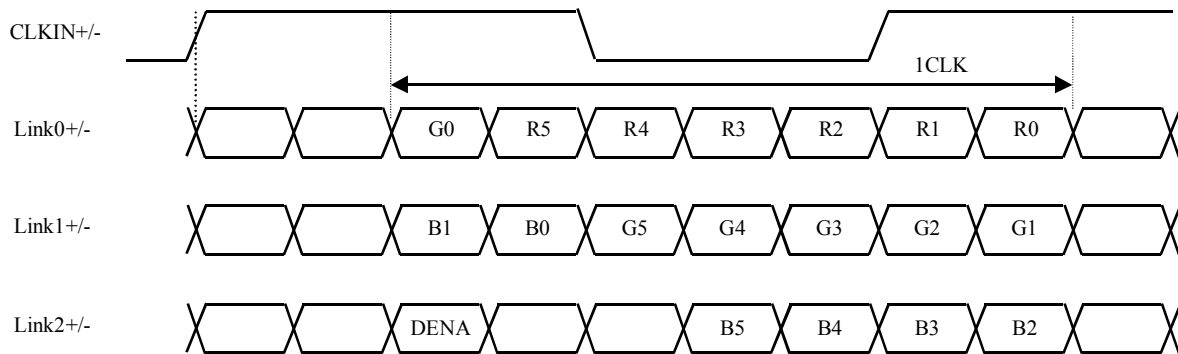 CLKIN+/-
1CLK
Link0+/- G0 R5 R4 R3 R2 R1 R0
Link1+/- B1 B0 G5 G4 G3 G2 G1
Link2+/- DENA B5 B4 B3 B2